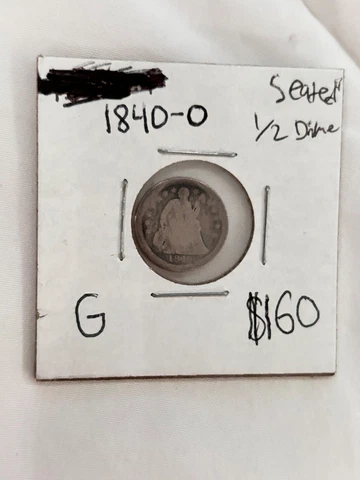 Seated
1840-O
1/2 Dime
G
$160